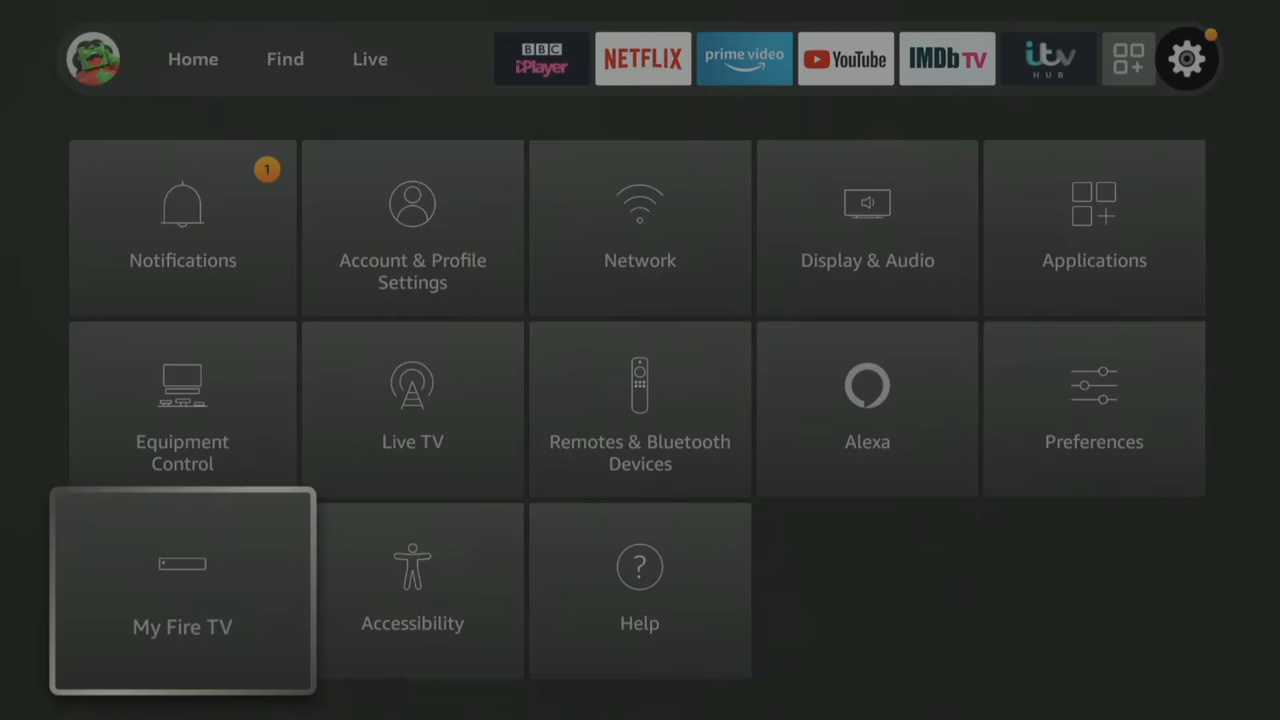 Home
Find
Live
BBC
iPlayer
NETFLIX
prime video
YouTube
IMDb TV
itv
HUB
1
Notifications
Account & Profile
Settings
Network
Display & Audio
Applications
Equipment
Control
Live TV
Remotes & Bluetooth
Devices
Alexa
Preferences
My Fire TV
Accessibility
?
Help